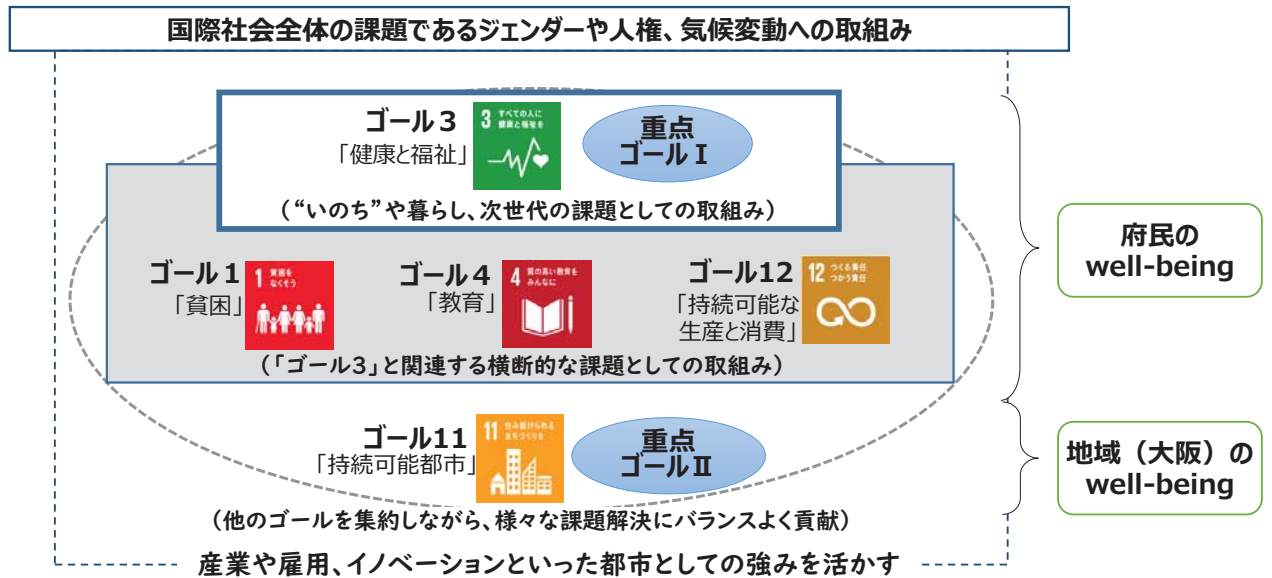 国際社会全体の課題であるジェンダーや人権、気候変動への取組み
ゴール3
「健康と福祉」
3 すべての人に
健康と福祉を
重点
ゴールⅠ
(“いのち”や暮らし、次世代の課題としての取組み)
ゴール1
「貧困」
1 貧困を
なくそう
ゴール4
「教育」
4 質の高い教育を
みんなに
ゴール12
「持続可能な
生産と消費」
12 つくる責任
つかう責任
(「ゴール3」と関連する横断的な課題としての取組み)
ゴール11
「持続可能都市」
11 住み続けられる
まちづくりを
重点
ゴールⅡ
(他のゴールを集約しながら、様々な課題解決にバランスよく貢献)
産業や雇用、イノベーションといった都市としての強みを活かす
府民の
well-being
地域（大阪）の
well-being